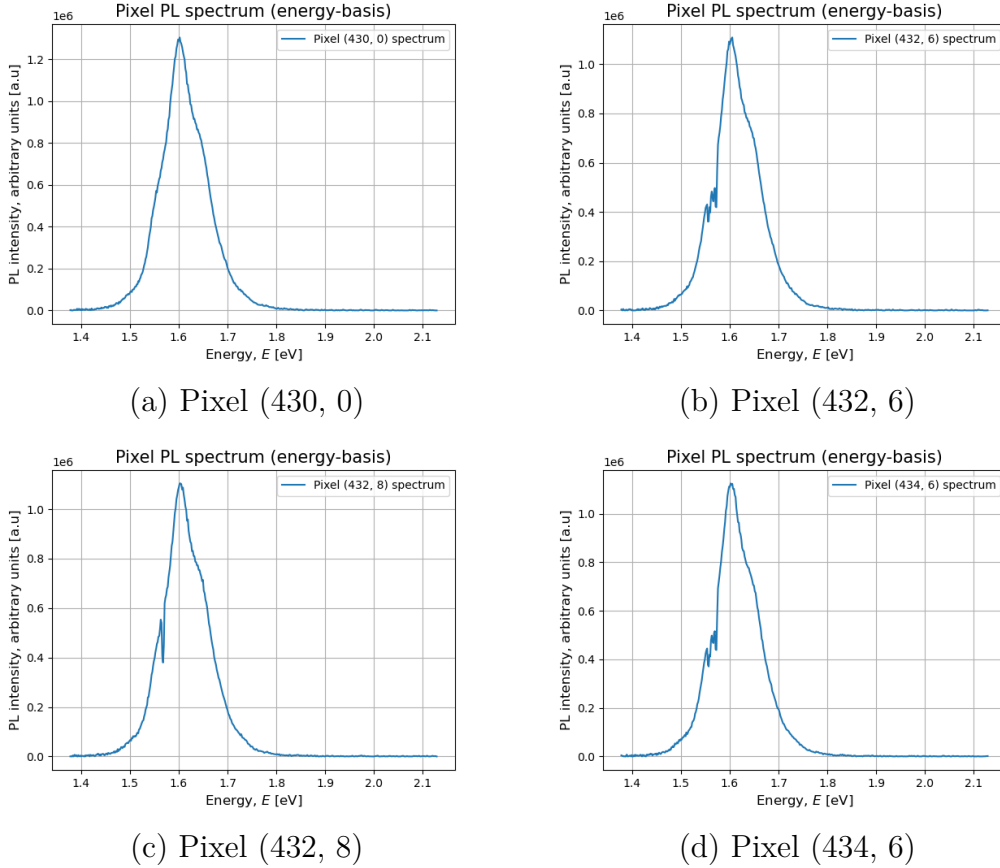 Pixel PL spectrum (energy-basis)
1e6
Pixel (430, 0) spectrum
PL intensity, arbitrary units [a.u]
1.2
1.0
0.8
0.6
0.4
0.2
0.0
1.4 1.5 1.6 1.7 1.8 1.9 2.0 2.1
Energy, E [eV]
(a) Pixel (430, 0)
Pixel PL spectrum (energy-basis)
1e6
Pixel (432, 6) spectrum
PL intensity, arbitrary units [a.u]
1.0
0.8
0.6
0.4
0.2
0.0
1.4 1.5 1.6 1.7 1.8 1.9 2.0 2.1
Energy, E [eV]
(b) Pixel (432, 6)
Pixel PL spectrum (energy-basis)
1e6
Pixel (432, 8) spectrum
PL intensity, arbitrary units [a.u]
1.0
0.8
0.6
0.4
0.2
0.0
1.4 1.5 1.6 1.7 1.8 1.9 2.0 2.1
Energy, E [eV]
(c) Pixel (432, 8)
Pixel PL spectrum (energy-basis)
1e6
Pixel (434, 6) spectrum
PL intensity, arbitrary units [a.u]
1.0
0.8
0.6
0.4
0.2
0.0
1.4 1.5 1.6 1.7 1.8 1.9 2.0 2.1
Energy, E [eV]
(d) Pixel (434, 6)